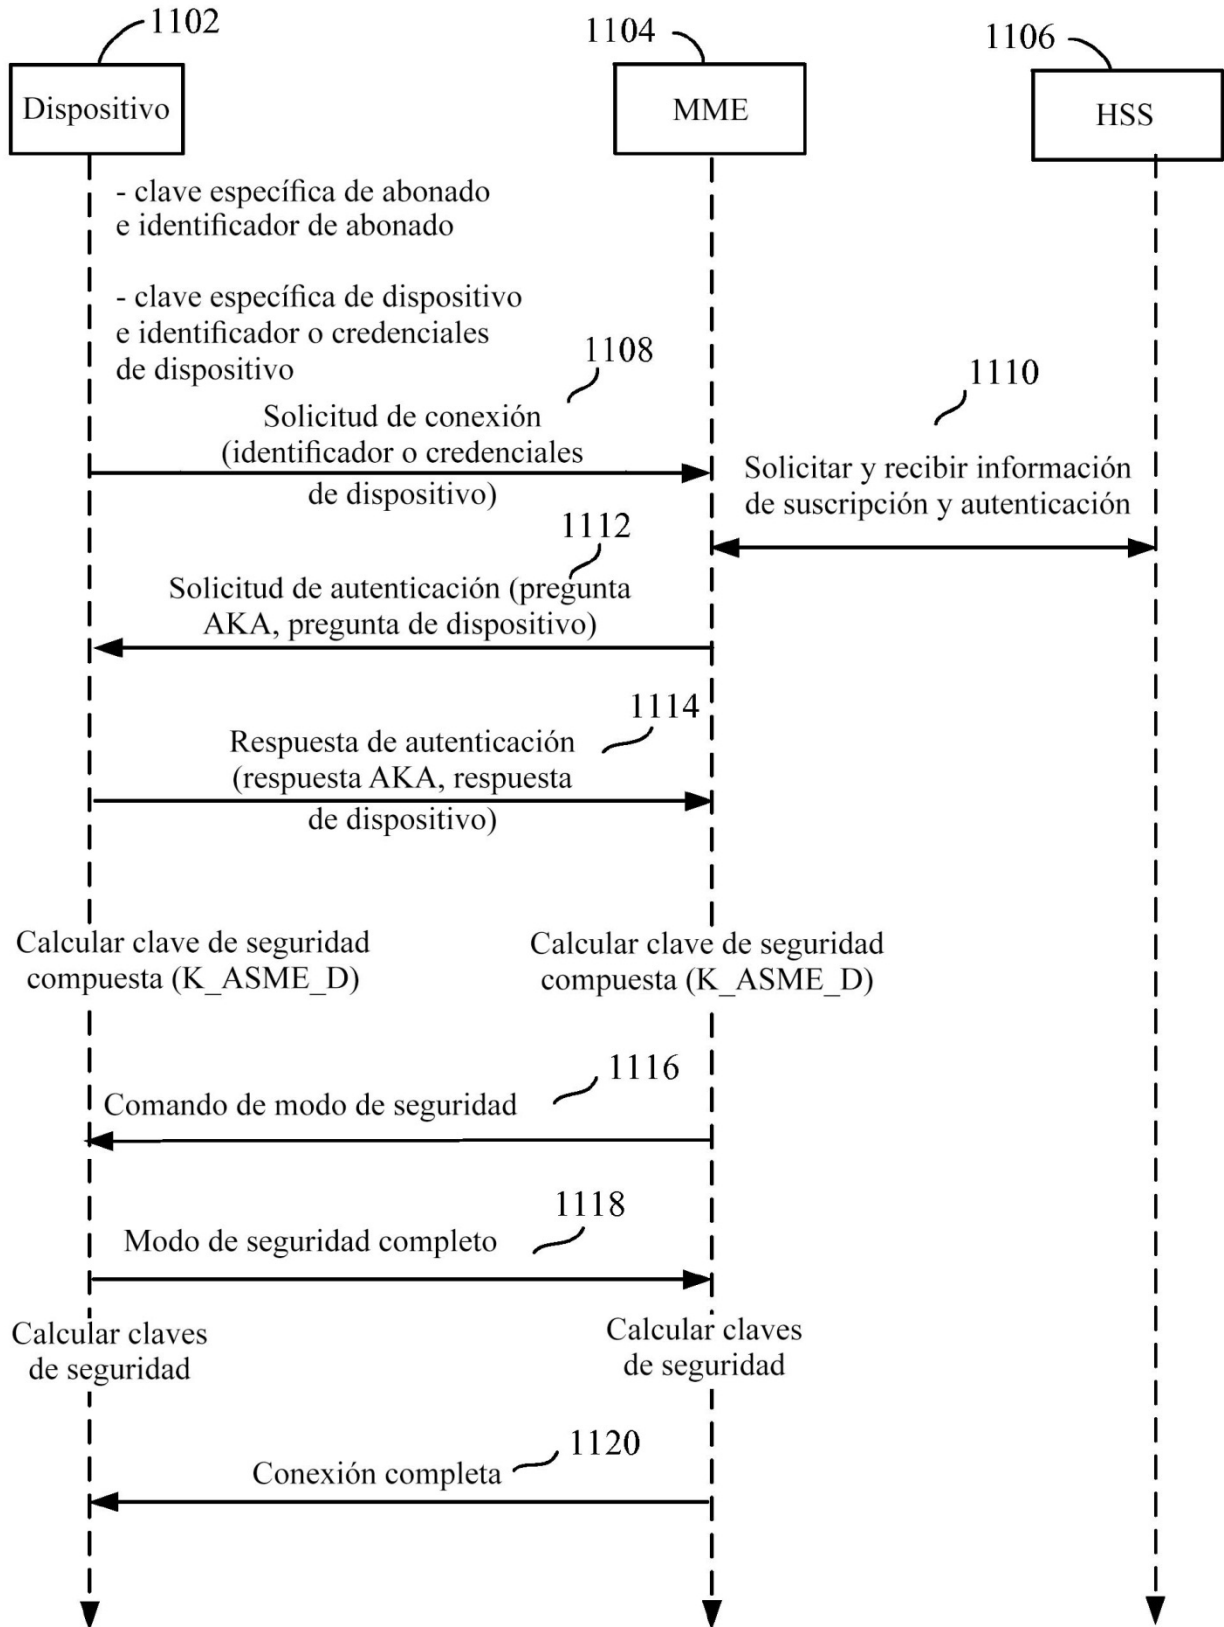 1102
1104
1106
Dispositivo
MME
HSS
- clave específica de abonado
e identificador de abonado
- clave específica de dispositivo
e identificador o credenciales
de dispositivo
1108
Solicitud de conexión
(identificador o credenciales
de dispositivo)
1110
Solicitar y recibir información
de suscripción y autenticación
1112
Solicitud de autenticación (pregunta
AKA, pregunta de dispositivo)
1114
Respuesta de autenticación
(respuesta AKA, respuesta
de dispositivo)
Calcular clave de seguridad
compuesta (K_ASME_D)
Calcular clave de seguridad
compuesta (K_ASME_D)
1116
Comando de modo de seguridad
1118
Modo de seguridad completo
Calcular claves
de seguridad
Calcular claves
de seguridad
1120
Conexión completa